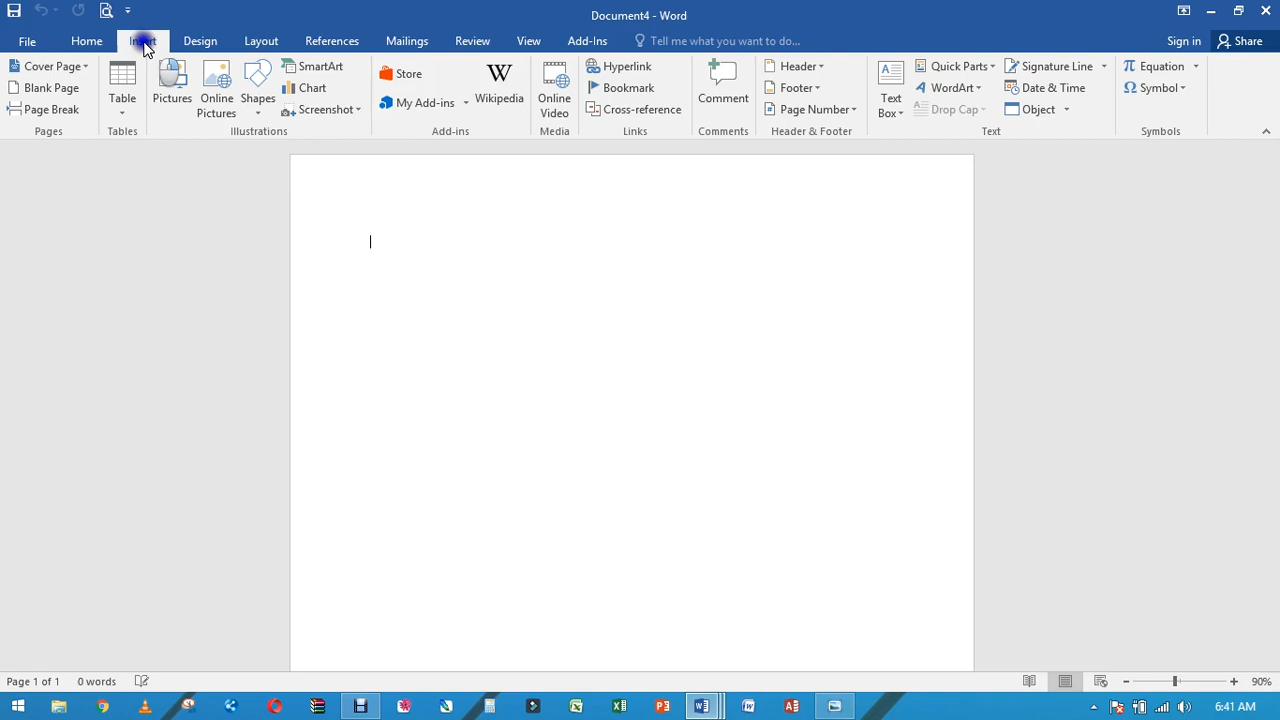 Document4 - Word
File Home Insert Design Layout References Mailings Review View Add-Ins Tell me what you want to do... Sign in Share
Cover Page
Blank Page
Page Break
Pages
Table
Tables
Pictures
Online Pictures
Shapes
SmartArt
Chart
Screenshot
Illustrations
Store
My Add-ins
W
Wikipedia
Add-ins
Online Video
Media
Hyperlink
Bookmark
Cross-reference
Links
Comment
Comments
Header
Footer
Page Number
Header & Footer
Text Box
Quick Parts
WordArt
Drop Cap
Signature Line
Date & Time
Object
Text
Equation
Symbol
Symbols
Page 1 of 1 0 words 90%
6:41 AM